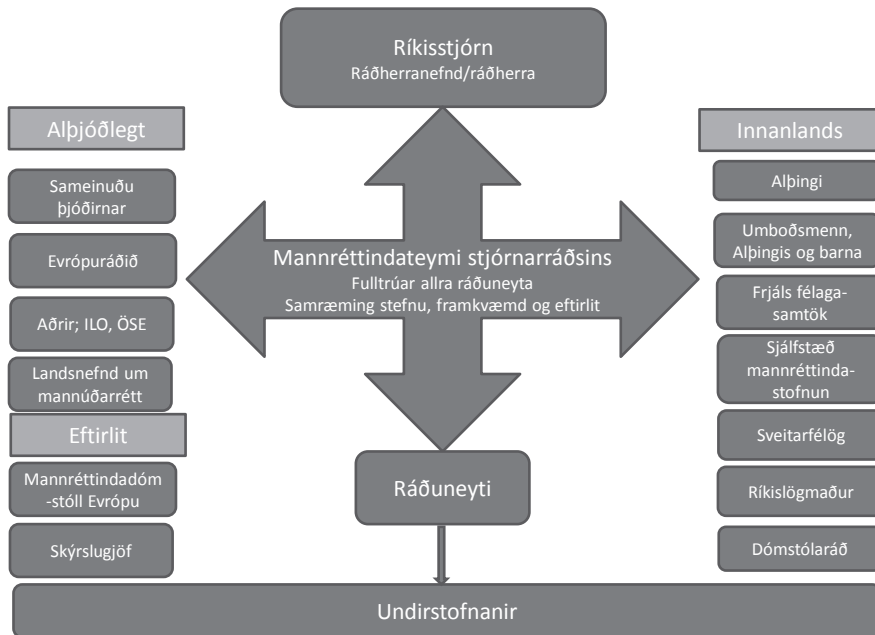 Ríkisstjórn
Ráðherranefnd/ráðherra
Alþjóðlegt
Sameinuðu
þjóðirnar
Evrópuráðið
Aðrir; ILO, ÖSE
Landsnefnd um
mannúðarrétt
Eftirlit
Mannréttindadóm
-stóll Evrópu
Skýrslugjöf
Mannréttindateymi stjórnarráðsins
Fulltrúar allra ráðuneyta
Samræming stefnu, framkvæmd og eftirlit
Ráðuneyti
Innanlands
Alþingi
Umboðsmenn,
Alþingis og barna
Frjáls félaga-
samtök
Sjálfstæð
mannréttinda-
stofnun
Sveitarfélög
Ríkislögmaður
Dómstólaráð
Undirstofnanir